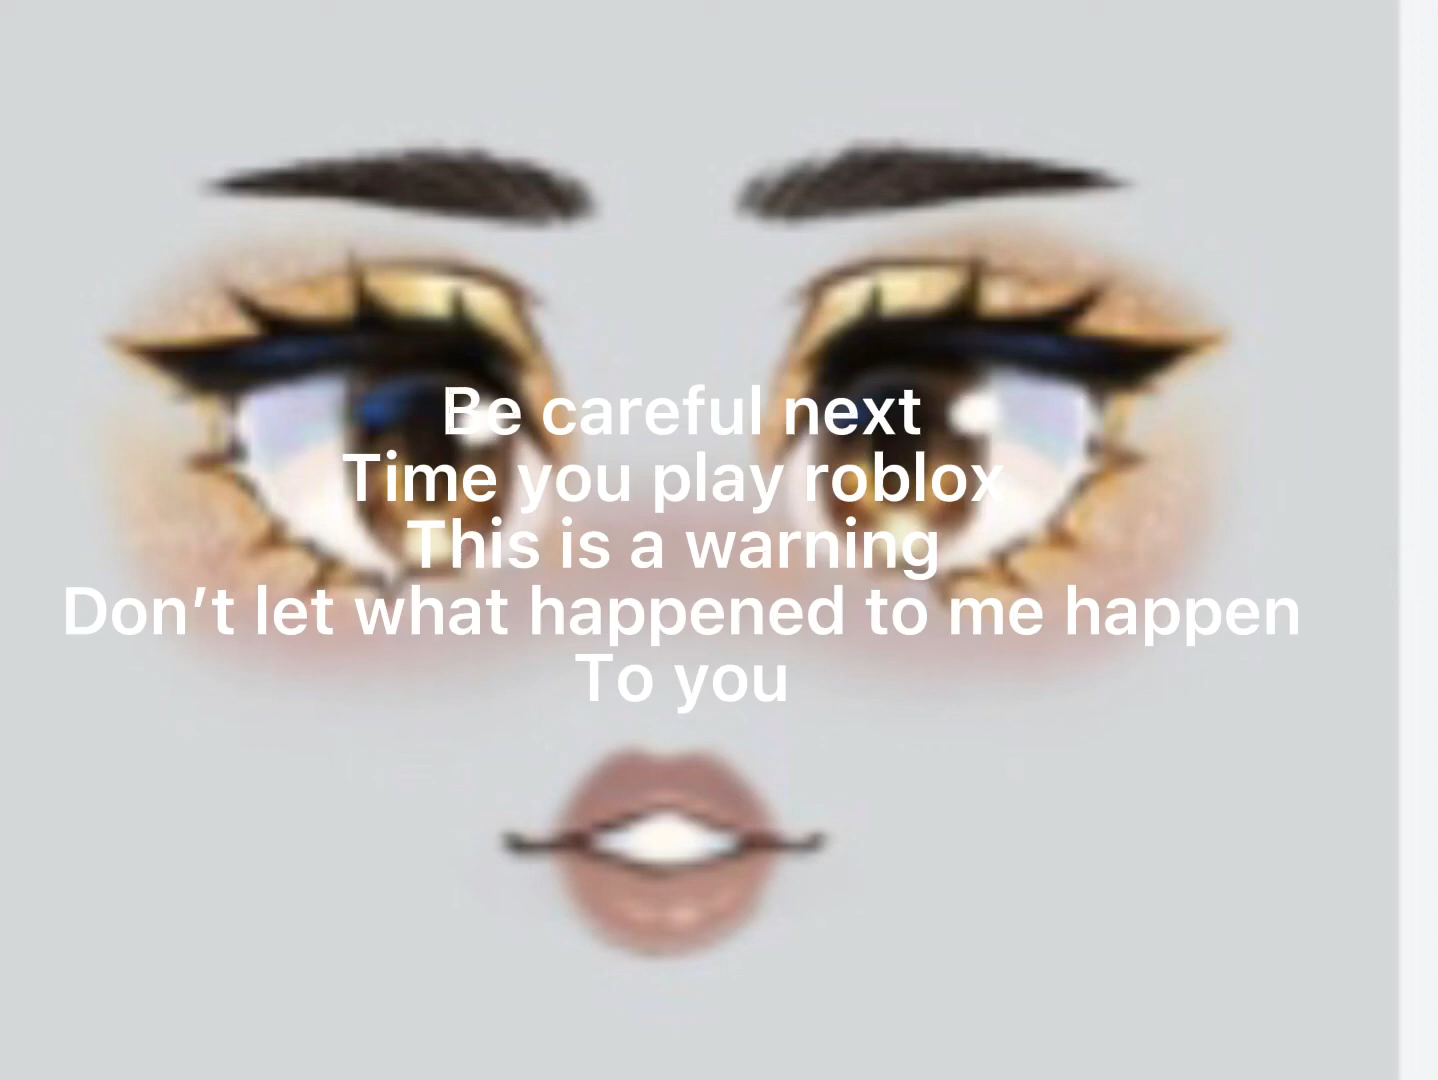 Be careful next
Time you play roblox
This is a warning
Don’t let what happened to me happen
To you